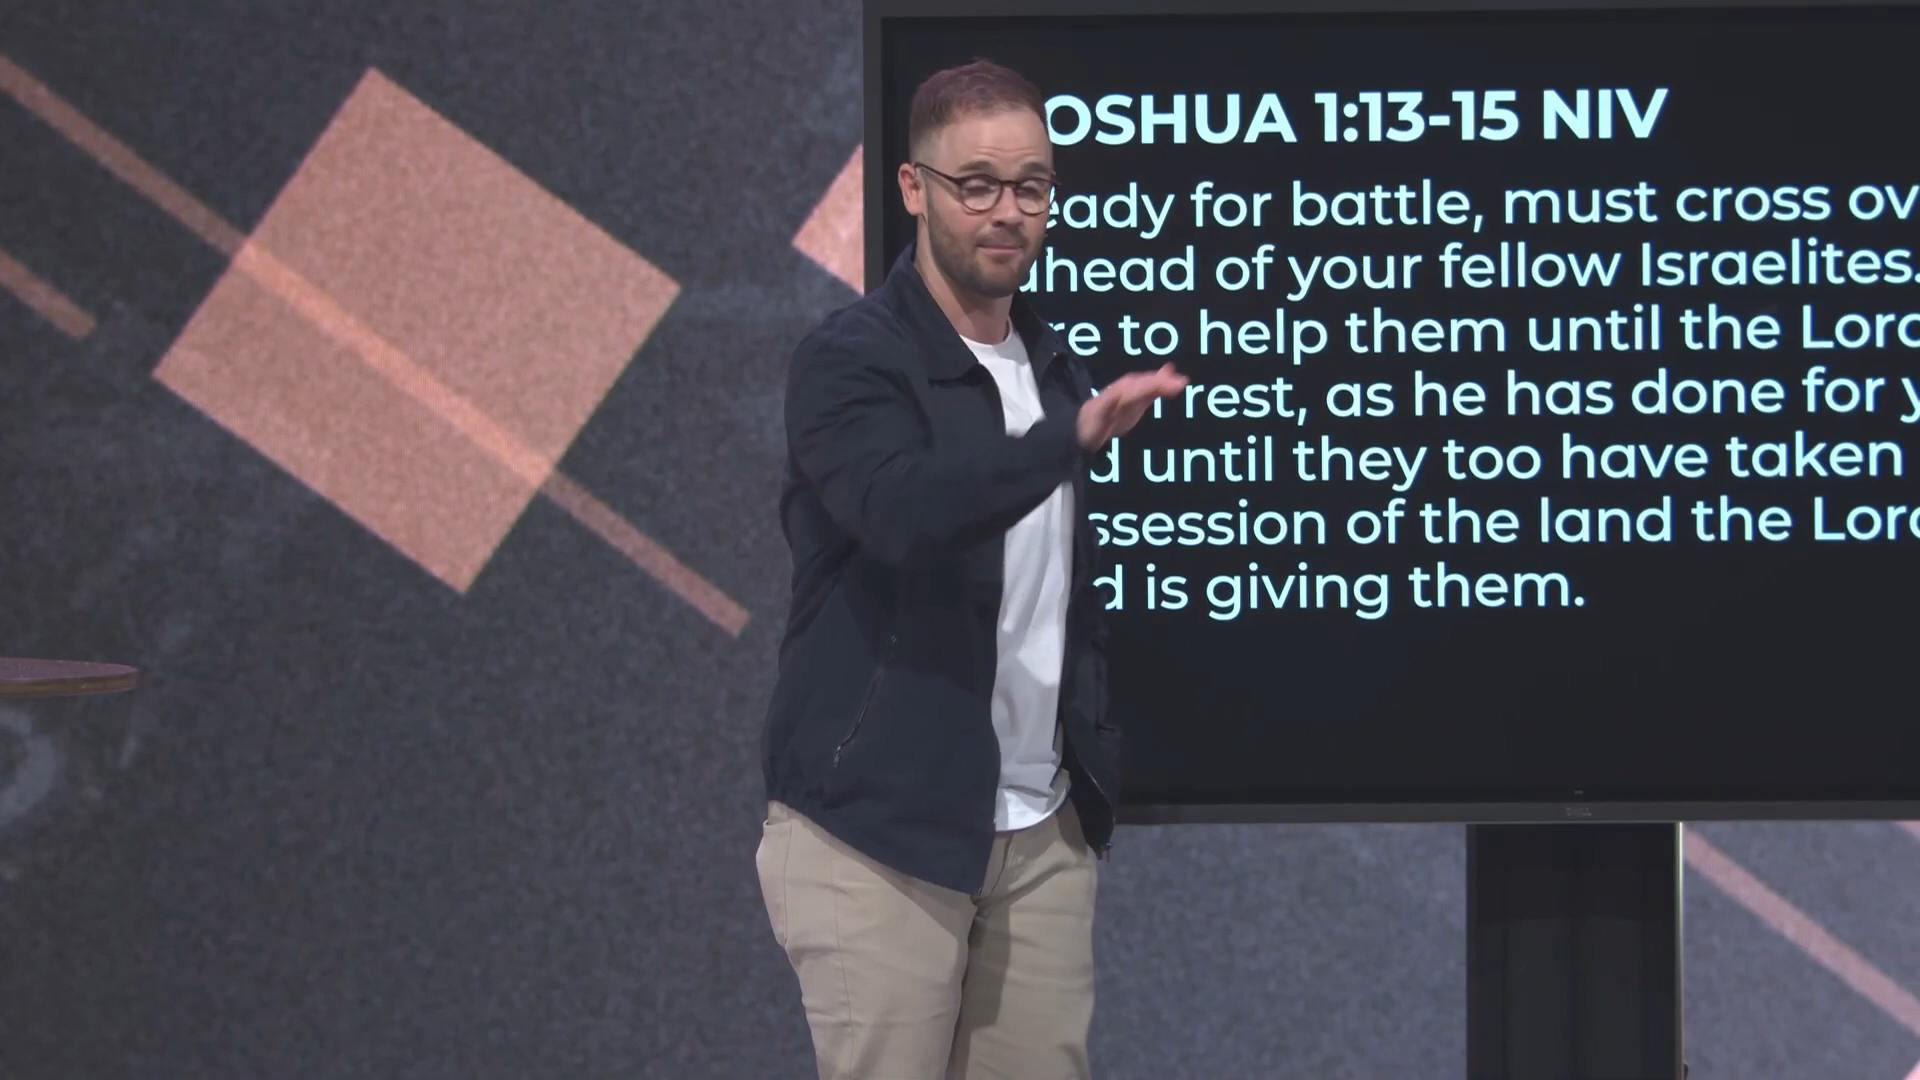 OSHUA 1:13-15 NIV
eady for battle, must cross ov
ahead of your fellow Israelites.
re to help them until the Lord
rest, as he has done for y
d until they too have taken
ssession of the land the Lord
d is giving them.